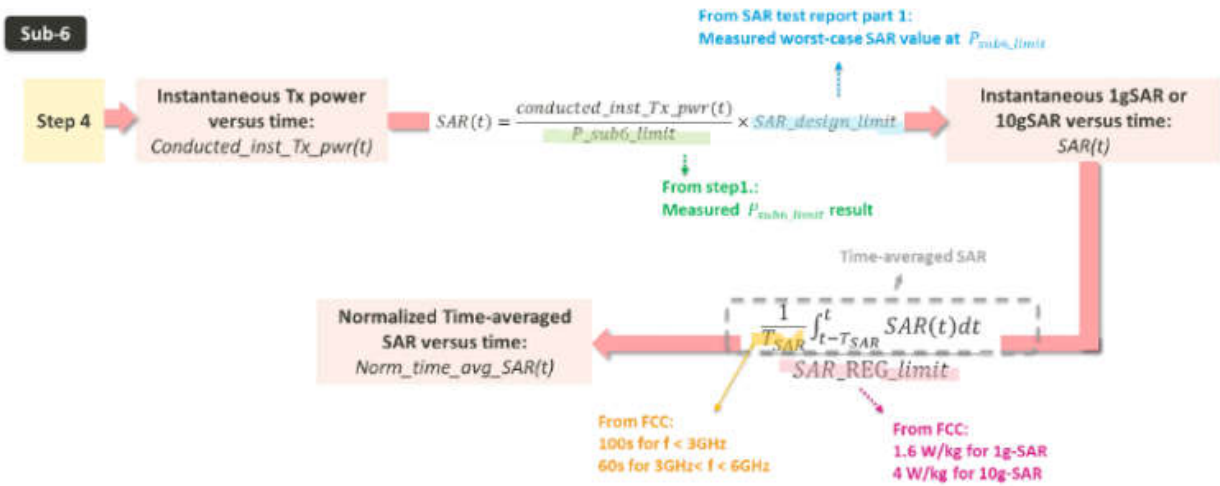 Sub-6
From SAR test report part 1:
Measured worst-case SAR value at P_sub6_limit
Step 4
Instantaneous Tx power
versus time:
Conducted_inst_Tx_pwr(t)
SAR(t) = conducted_inst_Tx_pwr(t) / P_sub6_limit × SAR_design_limit
Instantaneous 1gSAR or
10gSAR versus time:
SAR(t)
From step1.:
Measured P_sub6_limit result
Time-averaged SAR
Normalized Time-averaged
SAR versus time:
Norm_time_avg_SAR(t)
1/T_SAR ∫_{t−T_SAR}^{t} SAR(t)dt
SAR_REG_limit
From FCC:
100s for f < 3GHz
60s for 3GHz< f < 6GHz
From FCC:
1.6 W/kg for 1g-SAR
4 W/kg for 10g-SAR